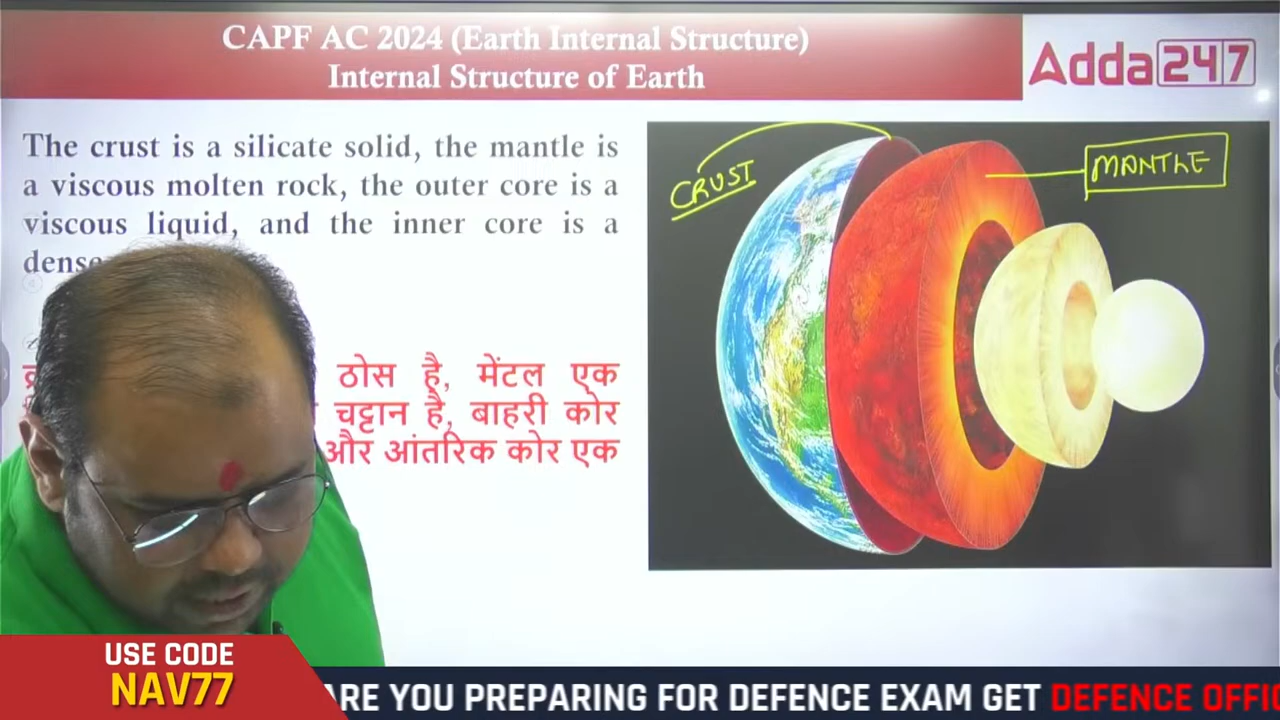 CAPF AC 2024 (Earth Internal Structure)
Internal Structure of Earth
Adda247
The crust is a silicate solid, the mantle is
a viscous molten rock, the outer core is a
viscous liquid, and the inner core is a
dense
ठोस है, मेंटल एक
चट्टान है, बाहरी कोर
और आंतरिक कोर एक
CRUST
MANTLE
USE CODE
NAV77
ARE YOU PREPARING FOR DEFENCE EXAM GET DEFENCE